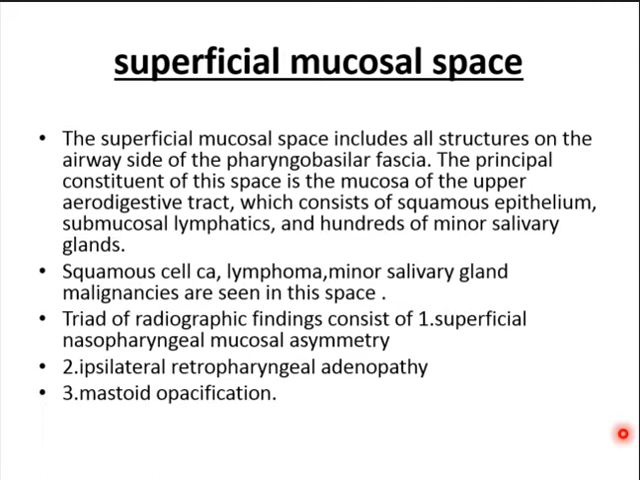 superficial mucosal space
• The superficial mucosal space includes all structures on the
airway side of the pharyngobasilar fascia. The principal
constituent of this space is the mucosa of the upper
aerodigestive tract, which consists of squamous epithelium,
submucosal lymphatics, and hundreds of minor salivary
glands.
• Squamous cell ca, lymphoma,minor salivary gland
malignancies are seen in this space .
• Triad of radiographic findings consist of 1.superficial
nasopharyngeal mucosal asymmetry
• 2.ipsilateral retropharyngeal adenopathy
• 3.mastoid opacification.